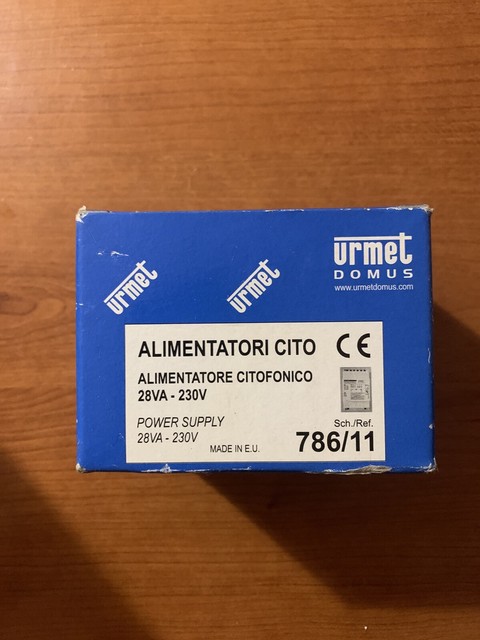 urmet
DOMUS
www.urmetdomus.com
urmet
urmet
ALIMENTATORI CITO CE
ALIMENTATORE CITOFONICO
28VA - 230V
POWER SUPPLY
28VA - 230V
MADE IN E.U.
Sch./Ref.
786/11